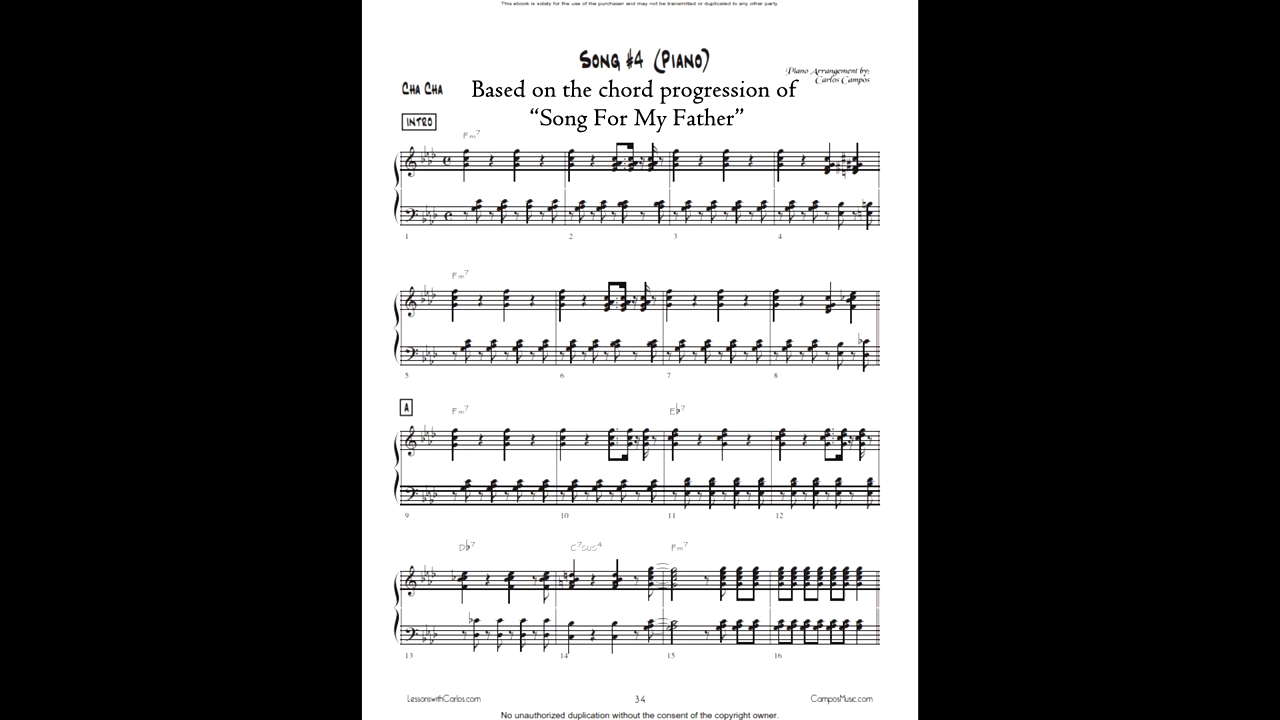 This ebook is solely for the use of the purchaser and may not be transmitted or duplicated to any other party.
Song #4 (Piano)
Piano Arrangement by:
Carlos Campos
Cha Cha
Based on the chord progression of
“Song For My Father”
INTRO
Fm7
1 2 3 4
Fm7
5 6 7 8
A
Fm7 Eb7
9 10 11 12
Db7 C7sus4 Fm7
13 14 15 16
LessonswithCarlos.com 34 CamposMusic.com
No unauthorized duplication without the consent of the copyright owner.